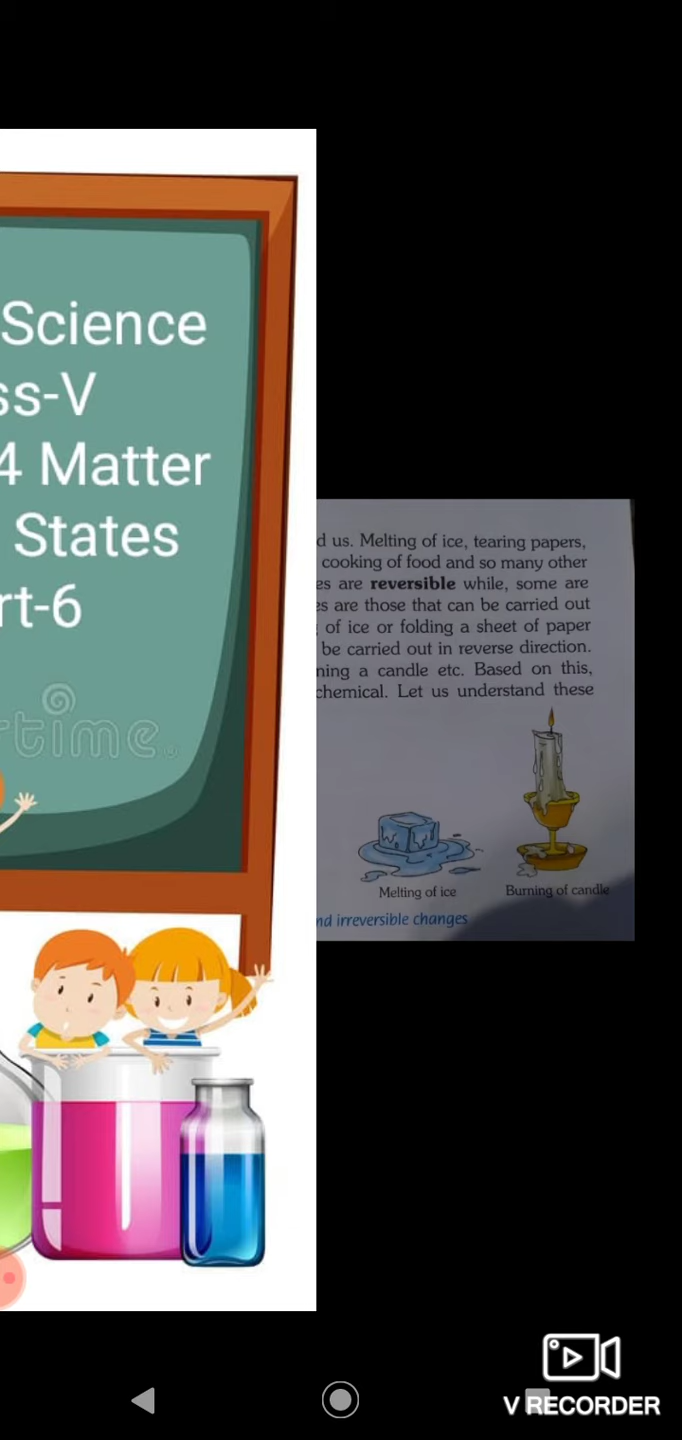 Science
ss-V
4 Matter
States
rt-6
rtime
d us. Melting of ice, tearing papers,
cooking of food and so many other
es are reversible while, some are
es are those that can be carried out
of ice or folding a sheet of paper
be carried out in reverse direction.
ning a candle etc. Based on this,
chemical. Let us understand these
Melting of ice
Burning of candle
nd irreversible changes
V RECORDER